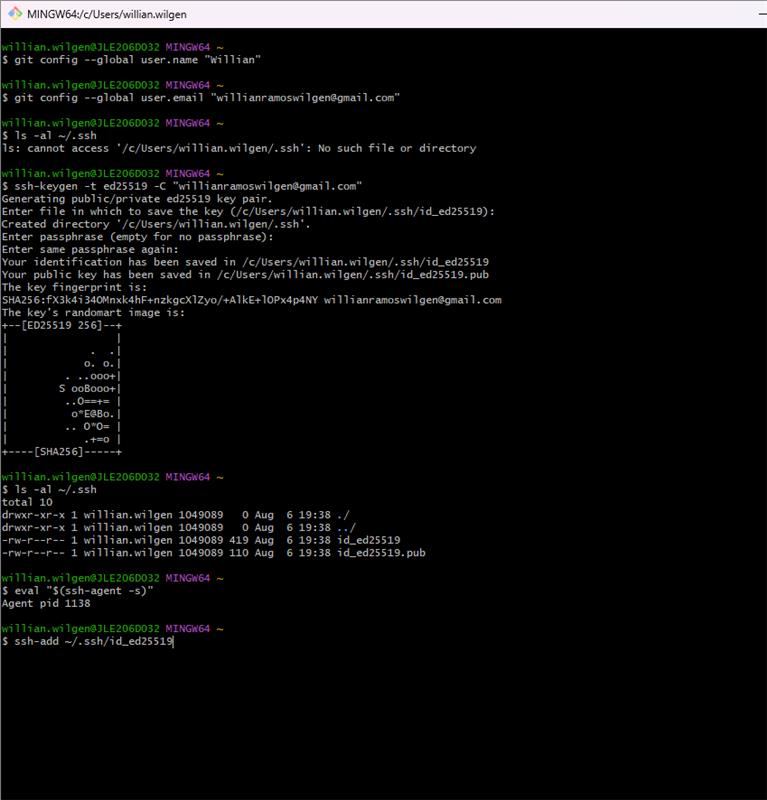 MINGW64:/c/Users/willian.wilgen
willian.wilgen@JLE206D032 MINGW64 ~
$ git config --global user.name "Willian"
willian.wilgen@JLE206D032 MINGW64 ~
$ git config --global user.email "willianramoswilgen@gmail.com"
willian.wilgen@JLE206D032 MINGW64 ~
$ ls -al ~/.ssh
ls: cannot access '/c/Users/willian.wilgen/.ssh': No such file or directory
willian.wilgen@JLE206D032 MINGW64 ~
$ ssh-keygen -t ed25519 -C "willianramoswilgen@gmail.com"
Generating public/private ed25519 key pair.
Enter file in which to save the key (/c/Users/willian.wilgen/.ssh/id_ed25519):
Created directory '/c/Users/willian.wilgen/.ssh'.
Enter passphrase (empty for no passphrase):
Enter same passphrase again:
Your identification has been saved in /c/Users/willian.wilgen/.ssh/id_ed25519
Your public key has been saved in /c/Users/willian.wilgen/.ssh/id_ed25519.pub
The key fingerprint is:
SHA256:fX3k4i34OMnxk4hF+nzkgcXlZyo/+AlkE+lOPx4p4NY willianramoswilgen@gmail.com
The key's randomart image is:
+--[ED25519 256]--+
|                 |
|             .  .|
|            o. o.|
|         . ..ooo+|
|        S ooBooo+|
|         ..O==+= |
|          o*E@Bo.|
|         .. O*O= |
|            .+=o |
+----[SHA256]-----+
willian.wilgen@JLE206D032 MINGW64 ~
$ ls -al ~/.ssh
total 10
drwxr-xr-x 1 willian.wilgen 1049089   0 Aug  6 19:38 ./
drwxr-xr-x 1 willian.wilgen 1049089   0 Aug  6 19:38 ../
-rw-r--r-- 1 willian.wilgen 1049089 419 Aug  6 19:38 id_ed25519
-rw-r--r-- 1 willian.wilgen 1049089 110 Aug  6 19:38 id_ed25519.pub
willian.wilgen@JLE206D032 MINGW64 ~
$ eval "$(ssh-agent -s)"
Agent pid 1138
willian.wilgen@JLE206D032 MINGW64 ~
$ ssh-add ~/.ssh/id_ed25519